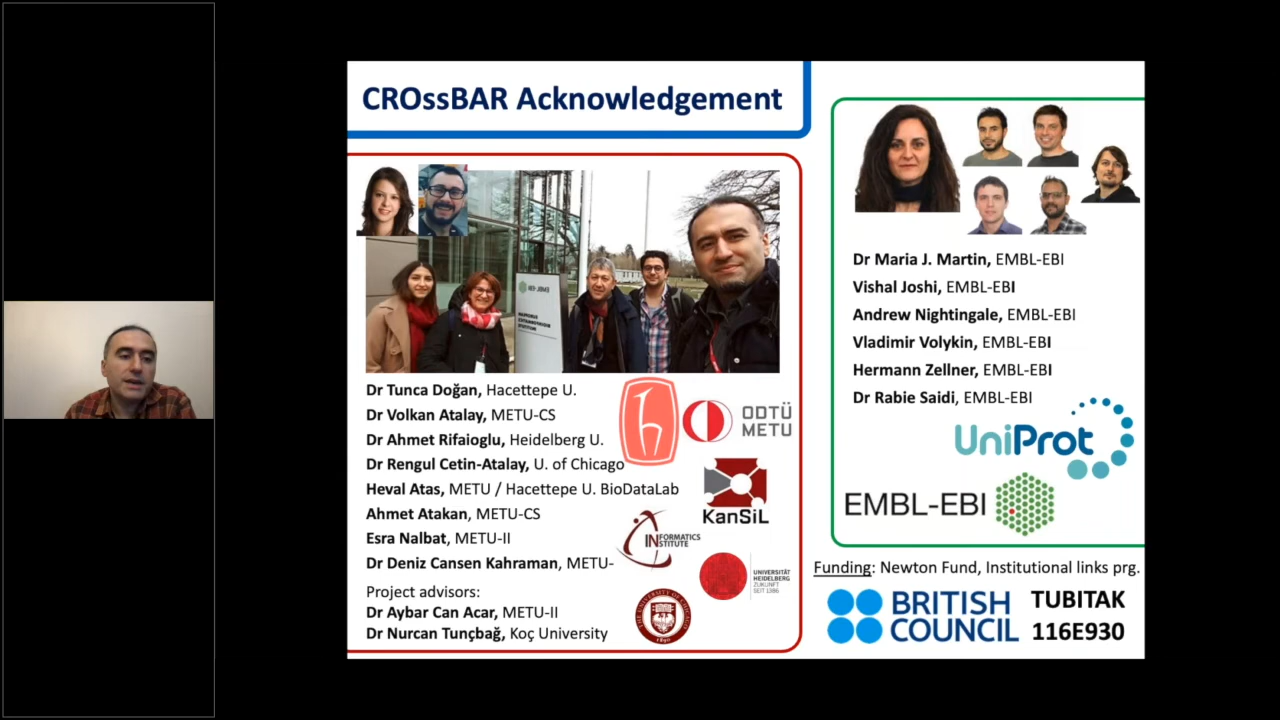 CROssBAR Acknowledgement
Dr Tunca Doğan, Hacettepe U.
Dr Volkan Atalay, METU-CS
Dr Ahmet Rifaioglu, Heidelberg U.
Dr Rengul Cetin-Atalay, U. of Chicago
Heval Atas, METU / Hacettepe U. BioDataLab
Ahmet Atakan, METU-CS
Esra Nalbat, METU-II
Dr Deniz Cansen Kahraman, METU-
Project advisors:
Dr Aybar Can Acar, METU-II
Dr Nurcan Tunçbağ, Koç University
ODTÜ
METU
KanSiL
INFORMATICS
INSTITUTE
UNIVERSITÄT
HEIDELBERG
ZUKUNFT
SEIT 1386
Dr Maria J. Martin, EMBL-EBI
Vishal Joshi, EMBL-EBI
Andrew Nightingale, EMBL-EBI
Vladimir Volykin, EMBL-EBI
Hermann Zellner, EMBL-EBI
Dr Rabie Saidi, EMBL-EBI
UniProt
EMBL-EBI
Funding: Newton Fund, Institutional links prg.
BRITISH
COUNCIL
TUBITAK
116E930